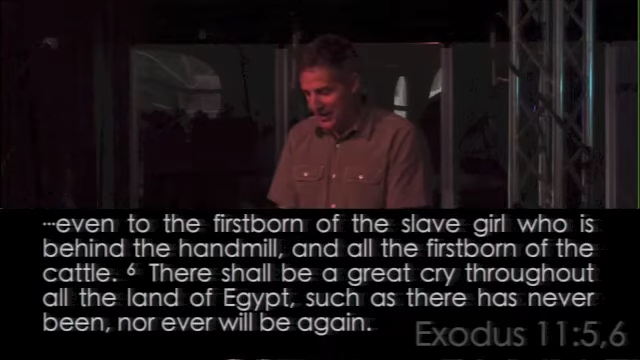 ...even to the firstborn of the slave girl who is
behind the handmill, and all the firstborn of the
cattle. 6 There shall be a great cry throughout
all the land of Egypt, such as there has never
been, nor ever will be again.
Exodus 11:5,6